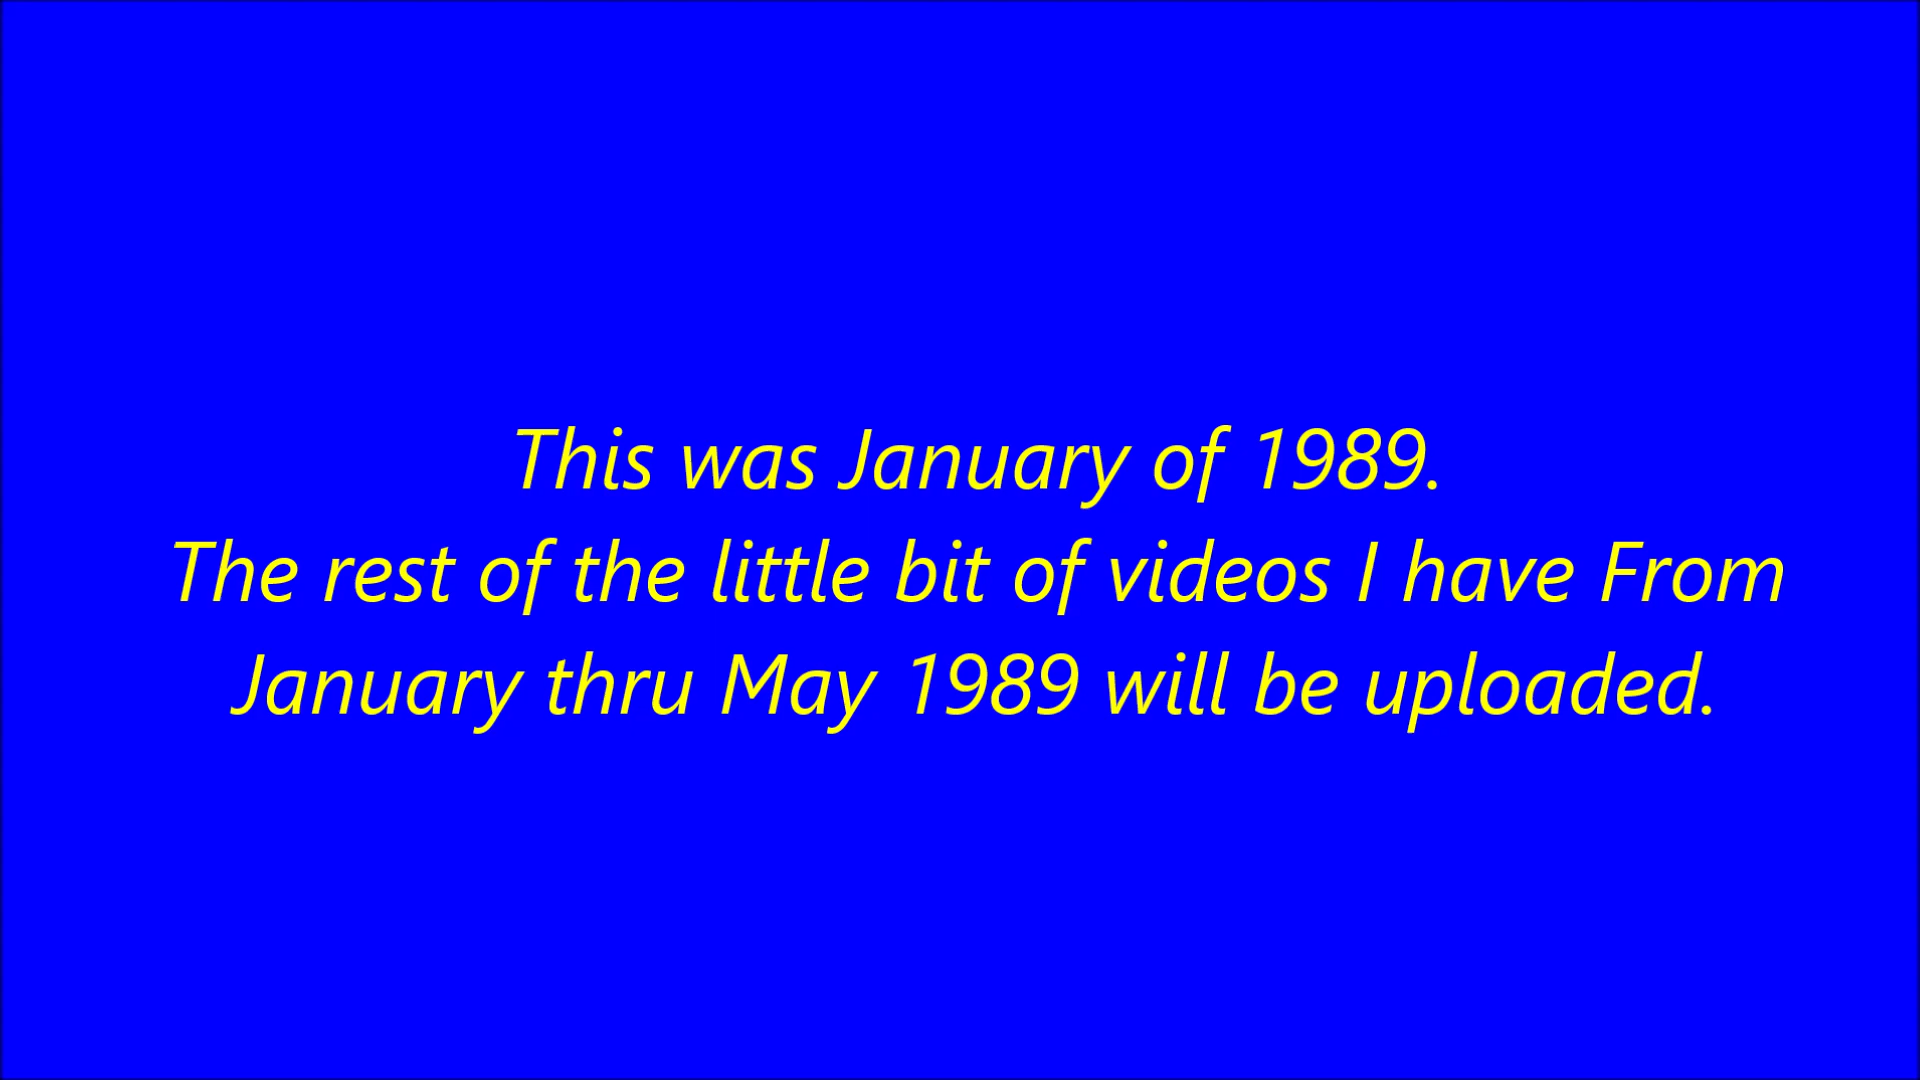 This was January of 1989.
The rest of the little bit of videos I have From
January thru May 1989 will be uploaded.